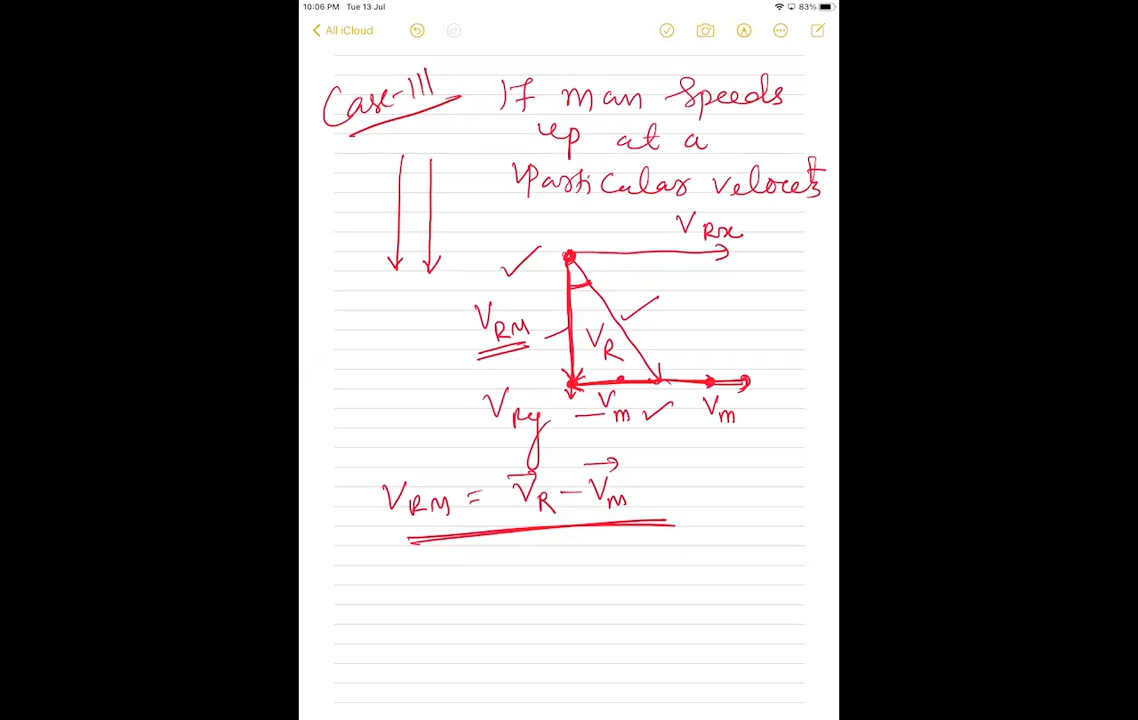 10:06 PM Tue 13 Jul
83%
All iCloud
Case-III
If man speeds
up at a
particular velocity
VRx
VRM
VR
VRy
-Vm
Vm
VRM = VR - Vm